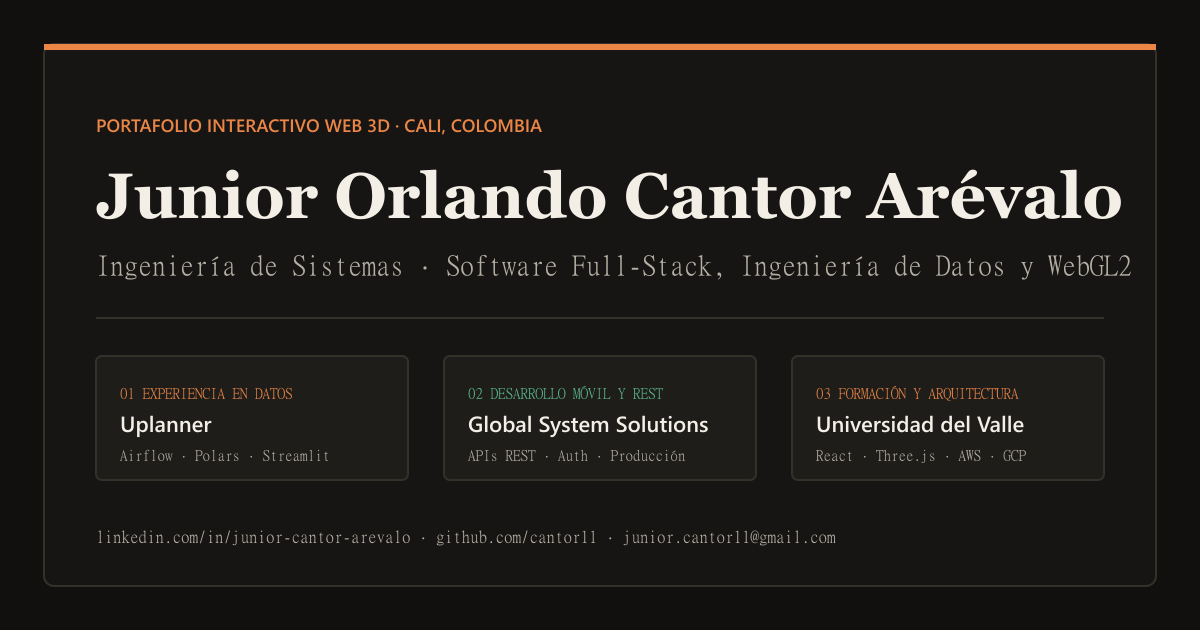 PORTAFOLIO INTERACTIVO WEB 3D · CALI, COLOMBIA
Junior Orlando Cantor Arévalo
Ingeniería de Sistemas · Software Full-Stack, Ingeniería de Datos y WebGL2
01 EXPERIENCIA EN DATOS
Uplanner
Airflow · Polars · Streamlit
02 DESARROLLO MÓVIL Y REST
Global System Solutions
APIs REST · Auth · Producción
03 FORMACIÓN Y ARQUITECTURA
Universidad del Valle
React · Three.js · AWS · GCP
linkedin.com/in/junior-cantor-arevalo · github.com/cantor11 · junior.cantor11@gmail.com